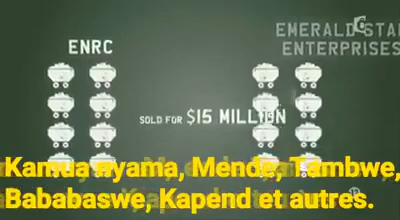 EMERALD STAR
ENRC
ENTERPRISES
SOLD FOR $15 MILLION
Kamua nyama, Mende, Tambwe,
Bababaswe, Kapend et autres.